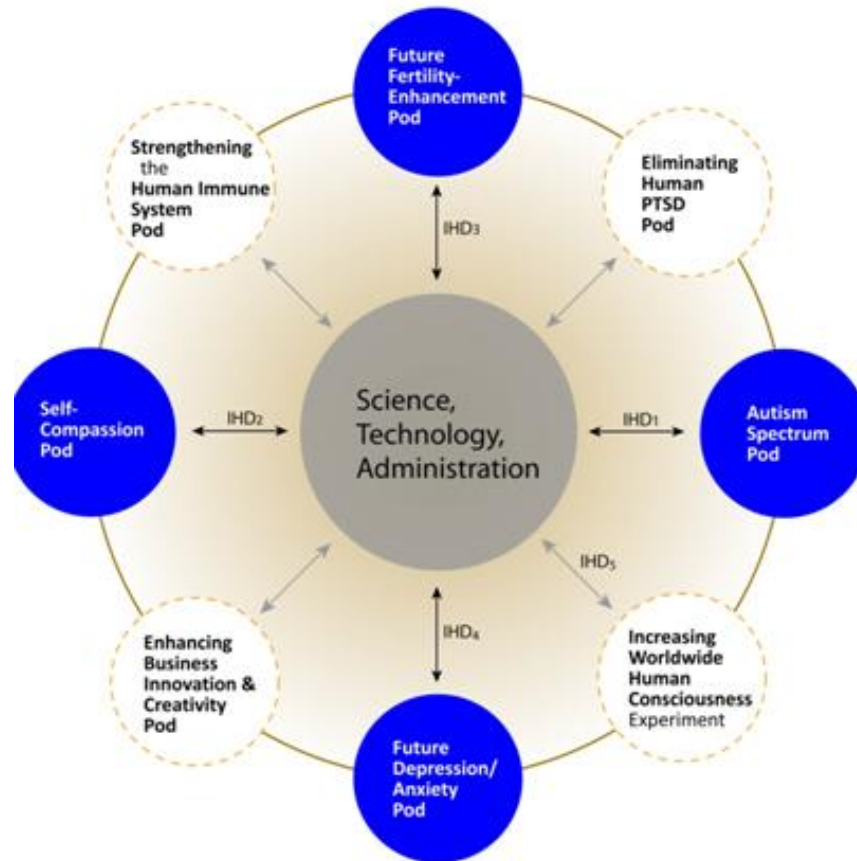 Future
Fertility-
Enhancement
Pod
Strengthening
the
Human Immune
System
Pod
Eliminating
Human
PTSD
Pod
IHD3
Self-
Compassion
Pod
IHD2
Science,
Technology,
Administration
IHD1
Autism
Spectrum
Pod
IHD5
IHD4
Enhancing
Business
Innovation &
Creativity
Pod
Increasing
Worldwide
Human
Consciousness
Experiment
Future
Depression/
Anxiety
Pod